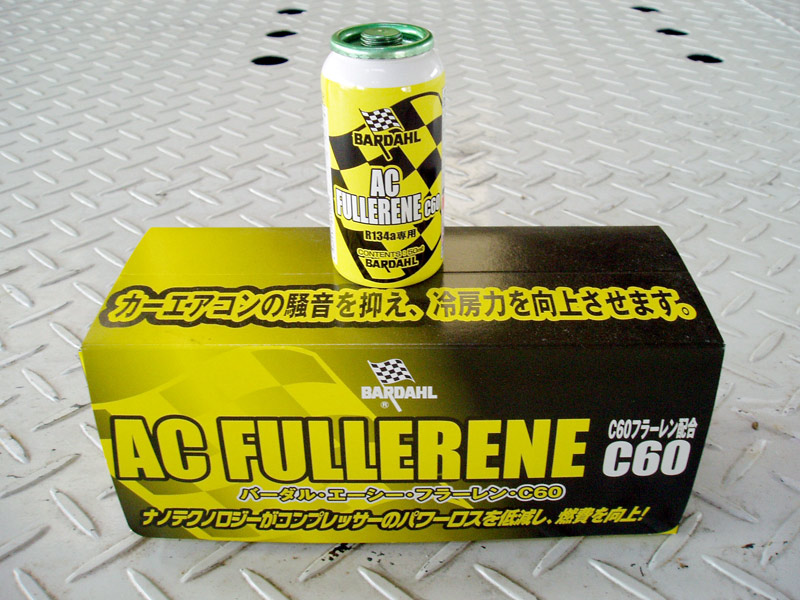 BARDAHL
AC
FULLERENE C60
R134a専用
CONTENTS 50㎖
BARDAHL
カーエアコンの騒音を抑え、冷房力を向上させます。
BARDAHL
®
AC FULLERENE
C60フラーレン配合
C60
バーダル・エーシー・フラーレン・C60
ナノテクノロジーがコンプレッサーのパワーロスを低減し、燃費を向上!